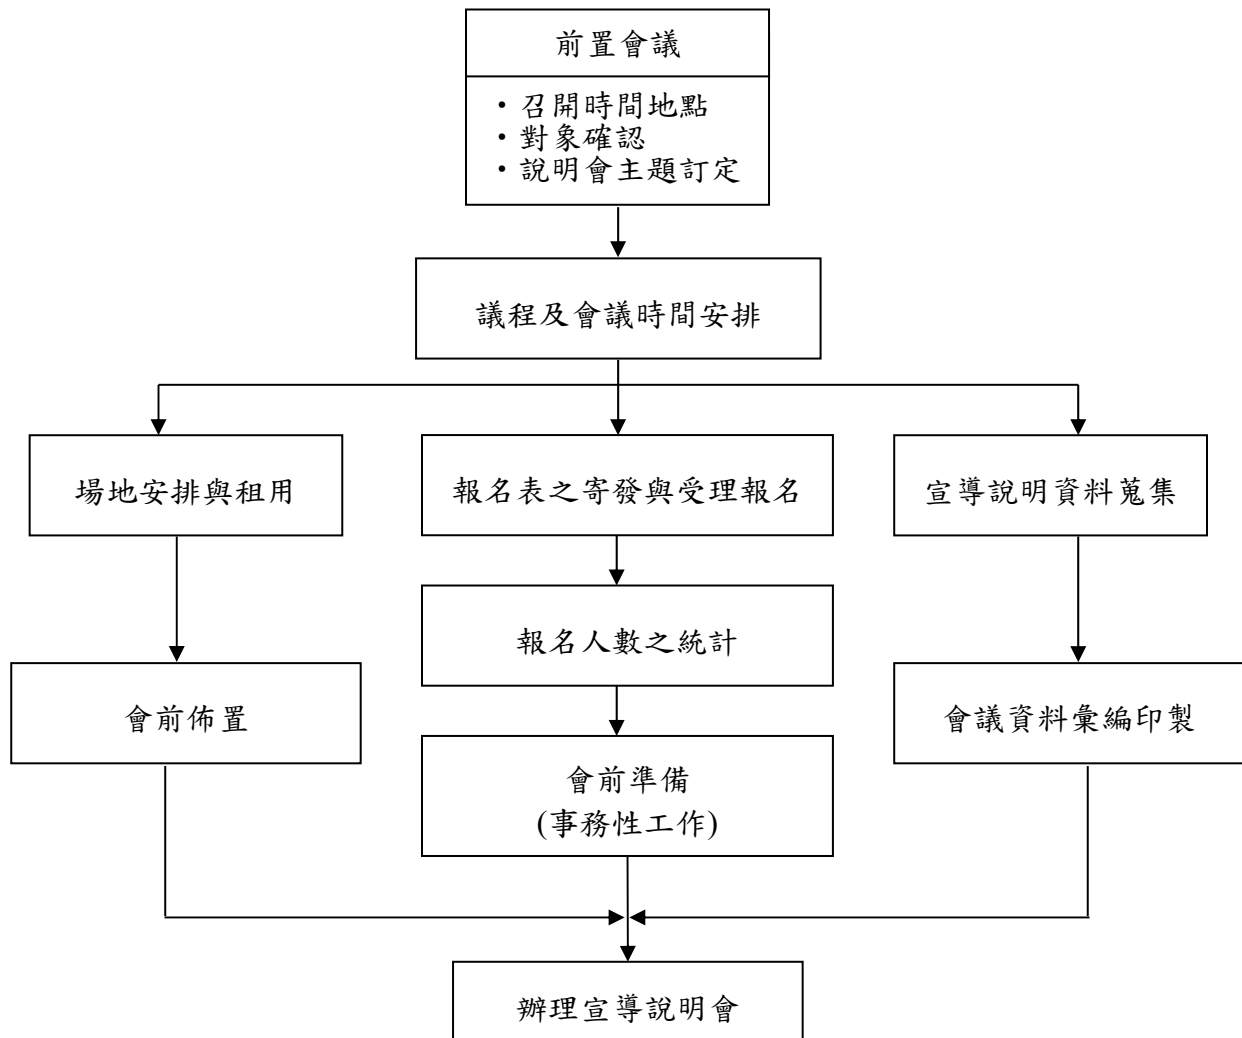 前置會議
・召開時間地點
・對象確認
・說明會主題訂定
議程及會議時間安排
場地安排與租用
報名表之寄發與受理報名
宣導說明資料蒐集
報名人數之統計
會前佈置
會議資料彙編印製
會前準備
(事務性工作)
辦理宣導說明會